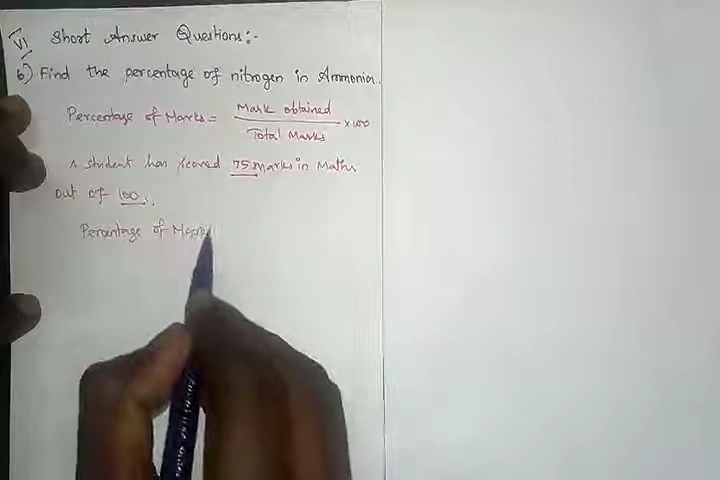 VI Short Answer Questions:-
6) Find the percentage of nitrogen in Ammonia.
Percentage of Marks = Mark obtained / Total Marks × 100
A student has scored 75 Marks in Maths
out of 100.
Percentage of Marks